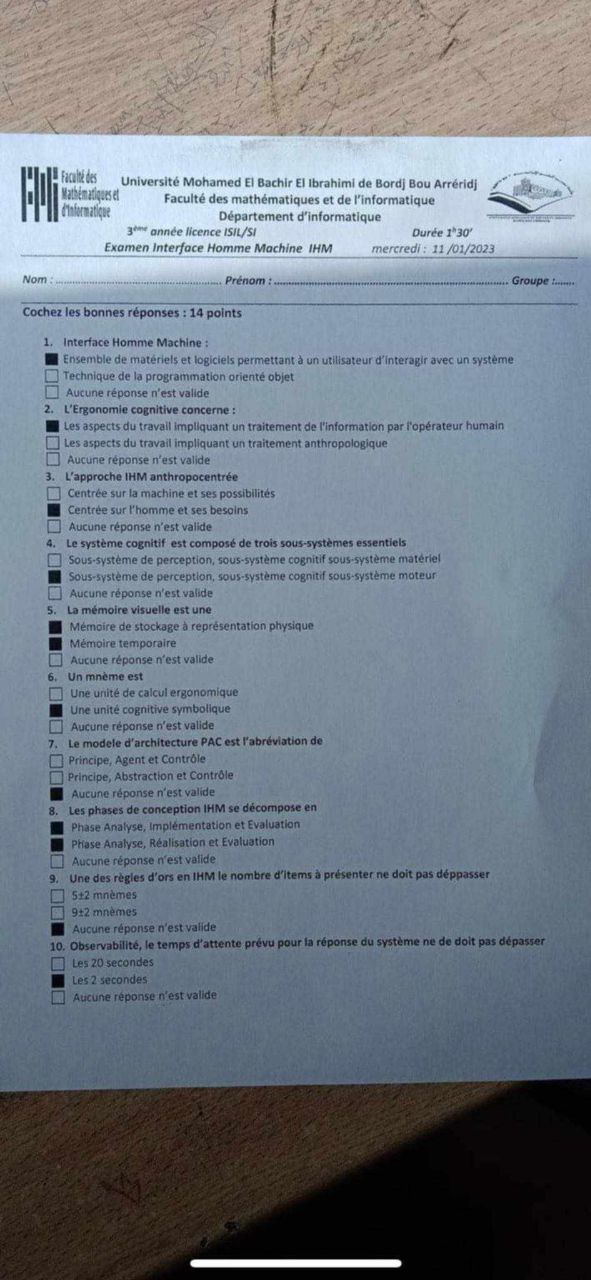 Faculté des
Mathématiques et
d'Informatique
Université Mohamed El Bachir El Ibrahimi de Bordj Bou Arréridj
Faculté des mathématiques et de l'informatique
Département d'informatique
3ème année licence ISIL/SI Durée 1h30'
Examen Interface Homme Machine IHM mercredi : 11 /01/2023
Nom : .................... Prénom : .................... Groupe :.......
Cochez les bonnes réponses : 14 points
1. Interface Homme Machine :
■ Ensemble de matériels et logiciels permettant à un utilisateur d'interagir avec un système
□ Technique de la programmation orienté objet
□ Aucune réponse n'est valide
2. L'Ergonomie cognitive concerne :
■ Les aspects du travail impliquant un traitement de l'information par l'opérateur humain
□ Les aspects du travail impliquant un traitement anthropologique
□ Aucune réponse n'est valide
3. L'approche IHM anthropocentrée
□ Centrée sur la machine et ses possibilités
■ Centrée sur l'homme et ses besoins
□ Aucune réponse n'est valide
4. Le système cognitif est composé de trois sous-systèmes essentiels
□ Sous-système de perception, sous-système cognitif sous-système matériel
■ Sous-système de perception, sous-système cognitif sous-système moteur
□ Aucune réponse n'est valide
5. La mémoire visuelle est une
■ Mémoire de stockage à représentation physique
■ Mémoire temporaire
□ Aucune réponse n'est valide
6. Un mnème est
□ Une unité de calcul ergonomique
■ Une unité cognitive symbolique
□ Aucune réponse n'est valide
7. Le modele d'architecture PAC est l'abréviation de
□ Principe, Agent et Contrôle
□ Principe, Abstraction et Contrôle
■ Aucune réponse n'est valide
8. Les phases de conception IHM se décompose en
■ Phase Analyse, Implémentation et Evaluation
■ Phase Analyse, Réalisation et Evaluation
□ Aucune réponse n'est valide
9. Une des règles d'ors en IHM le nombre d'items à présenter ne doit pas déppasser
□ 5±2 mnèmes
□ 9±2 mnèmes
■ Aucune réponse n'est valide
10. Observabilité, le temps d'attente prévu pour la réponse du système ne de doit pas dépasser
□ Les 20 secondes
■ Les 2 secondes
□ Aucune réponse n'est valide